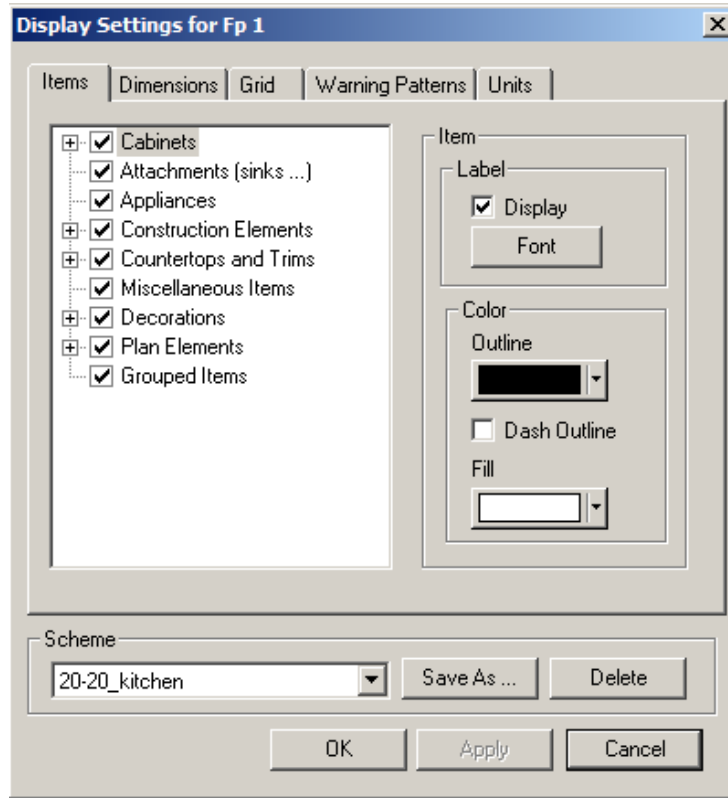 Display Settings for Fp 1
Items Dimensions Grid Warning Patterns Units
Cabinets
Attachments (sinks ...)
Appliances
Construction Elements
Countertops and Trims
Miscellaneous Items
Decorations
Plan Elements
Grouped Items
Item
Label
Display
Font
Color
Outline
Dash Outline
Fill
Scheme
20-20_kitchen Save As ... Delete
OK Apply Cancel